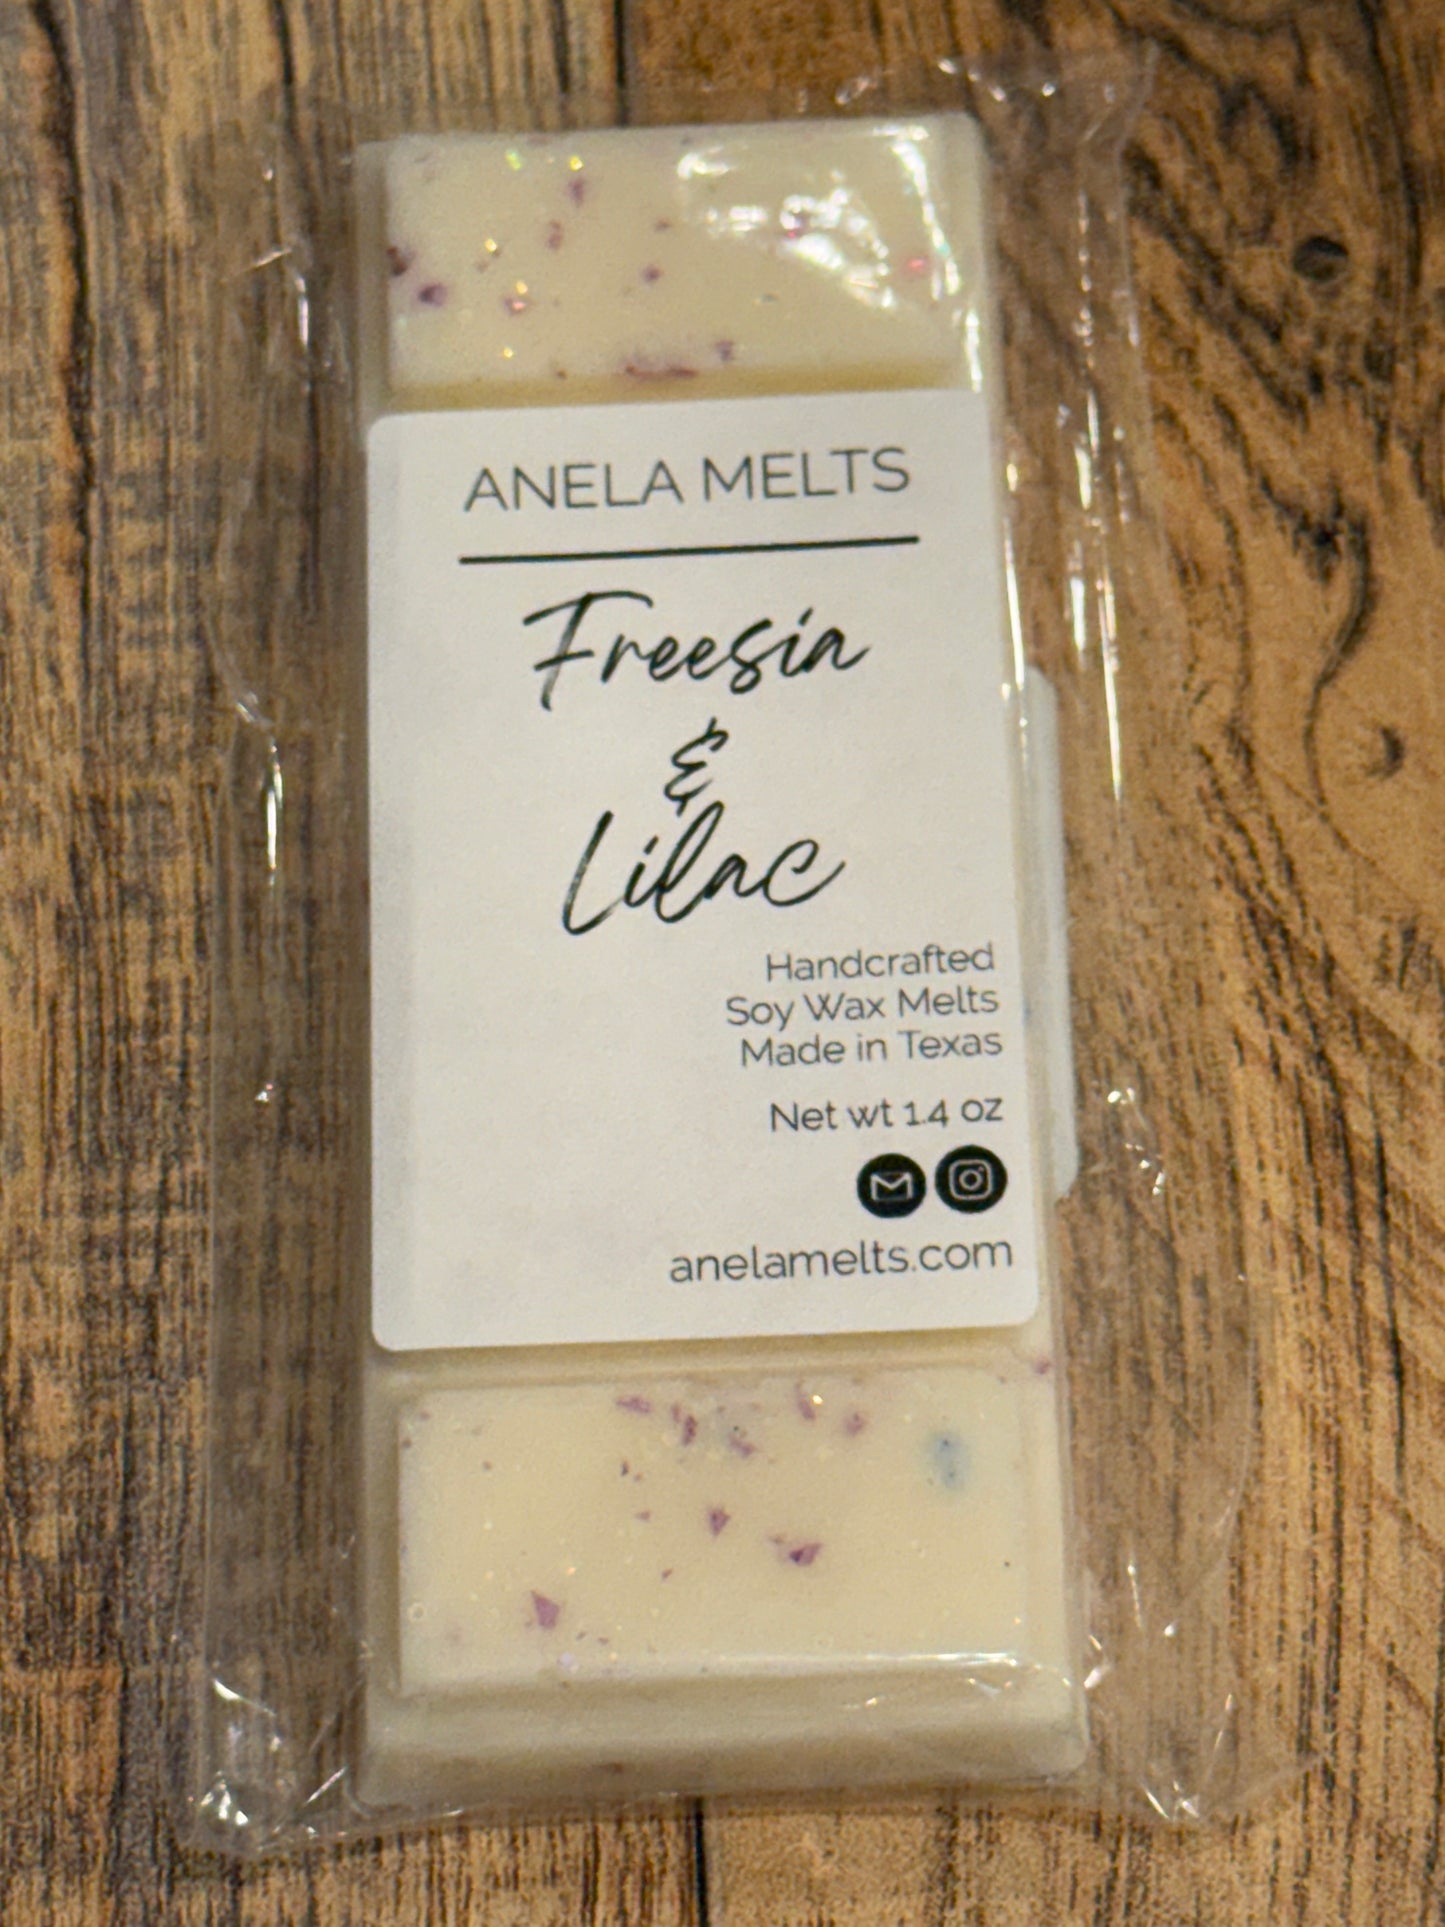 ANELA MELTS
Freesia
&
Lilac
Handcrafted
Soy Wax Melts
Made in Texas
Net wt 1.4 oz
anelamelts.com